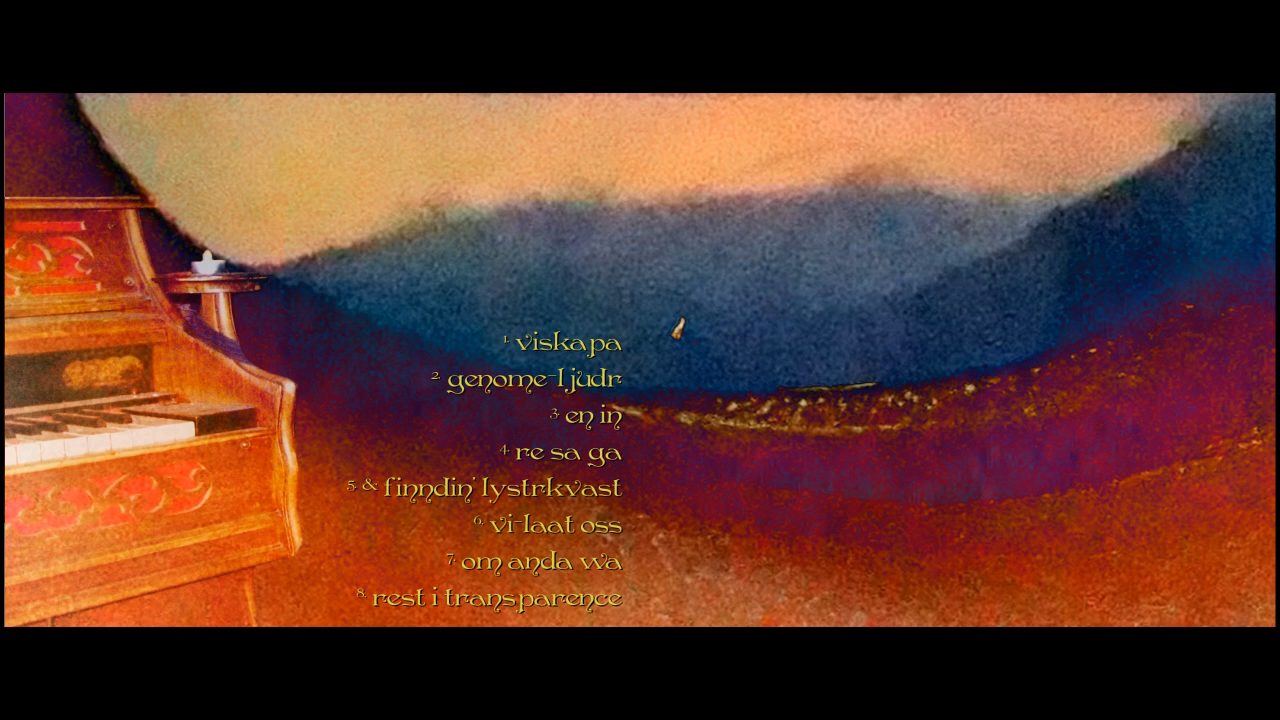 1. viskapa
2. genome-ljudr
3. en in
4. re sa ga
5. & finndin' lystrkvast
6. vi-laat oss
7. om anda wa
8. rest i transparence